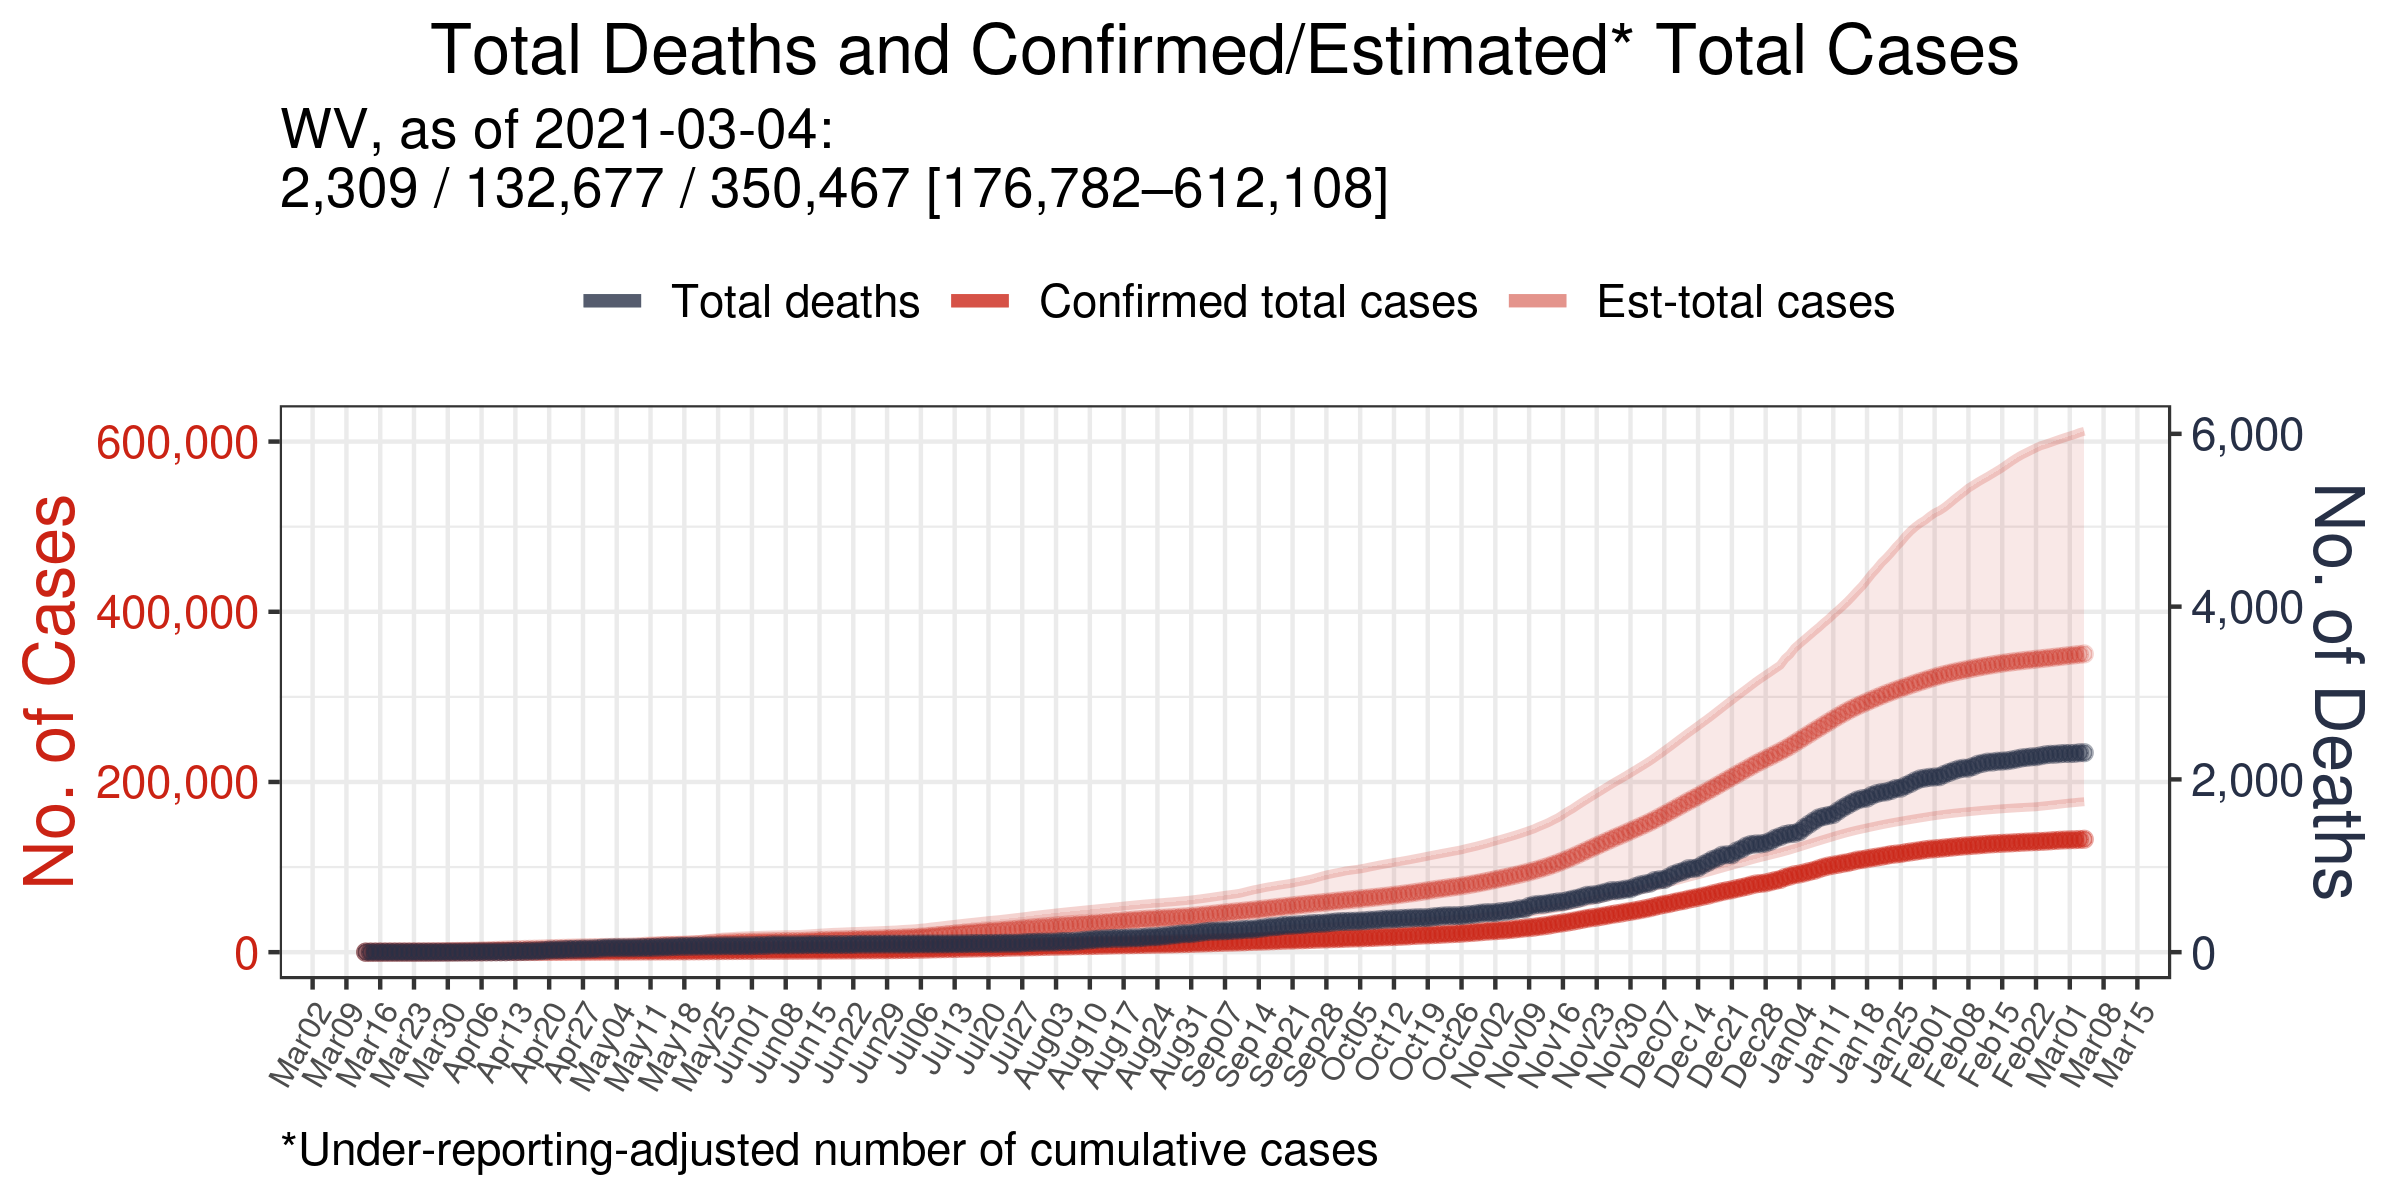 Total Deaths and Confirmed/Estimated* Total Cases
WV, as of 2021-03-04:
2,309 / 132,677 / 350,467 [176,782–612,108]
Total deaths Confirmed total cases Est-total cases
No. of Cases
600,000
400,000
200,000
0
6,000
4,000
2,000
0
No. of Deaths
Mar02 Mar09 Mar16 Mar23 Mar30 Apr06 Apr13 Apr20 Apr27 May04 May11 May18 May25 Jun01 Jun08 Jun15 Jun22 Jun29 Jul06 Jul13 Jul20 Jul27 Aug03 Aug10 Aug17 Aug24 Aug31 Sep07 Sep14 Sep21 Sep28 Oct05 Oct12 Oct19 Oct26 Nov02 Nov09 Nov16 Nov23 Nov30 Dec07 Dec14 Dec21 Dec28 Jan04 Jan11 Jan18 Jan25 Feb01 Feb08 Feb15 Feb22 Mar01 Mar08 Mar15
*Under-reporting-adjusted number of cumulative cases